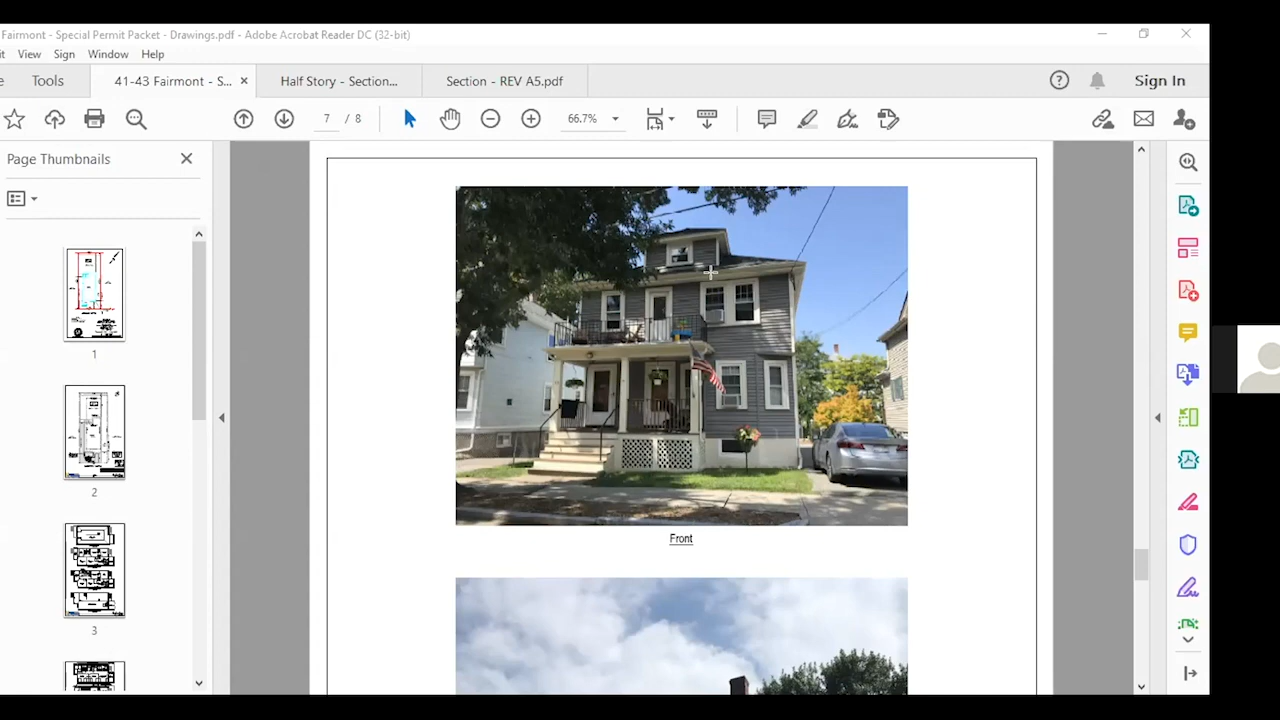 Fairmont - Special Permit Packet - Drawings.pdf - Adobe Acrobat Reader DC (32-bit)
it View Sign Window Help
e Tools 41-43 Fairmont - S... × Half Story - Section... Section - REV A5.pdf Sign In
7 / 8 66.7%
Page Thumbnails
1
2
3
Front